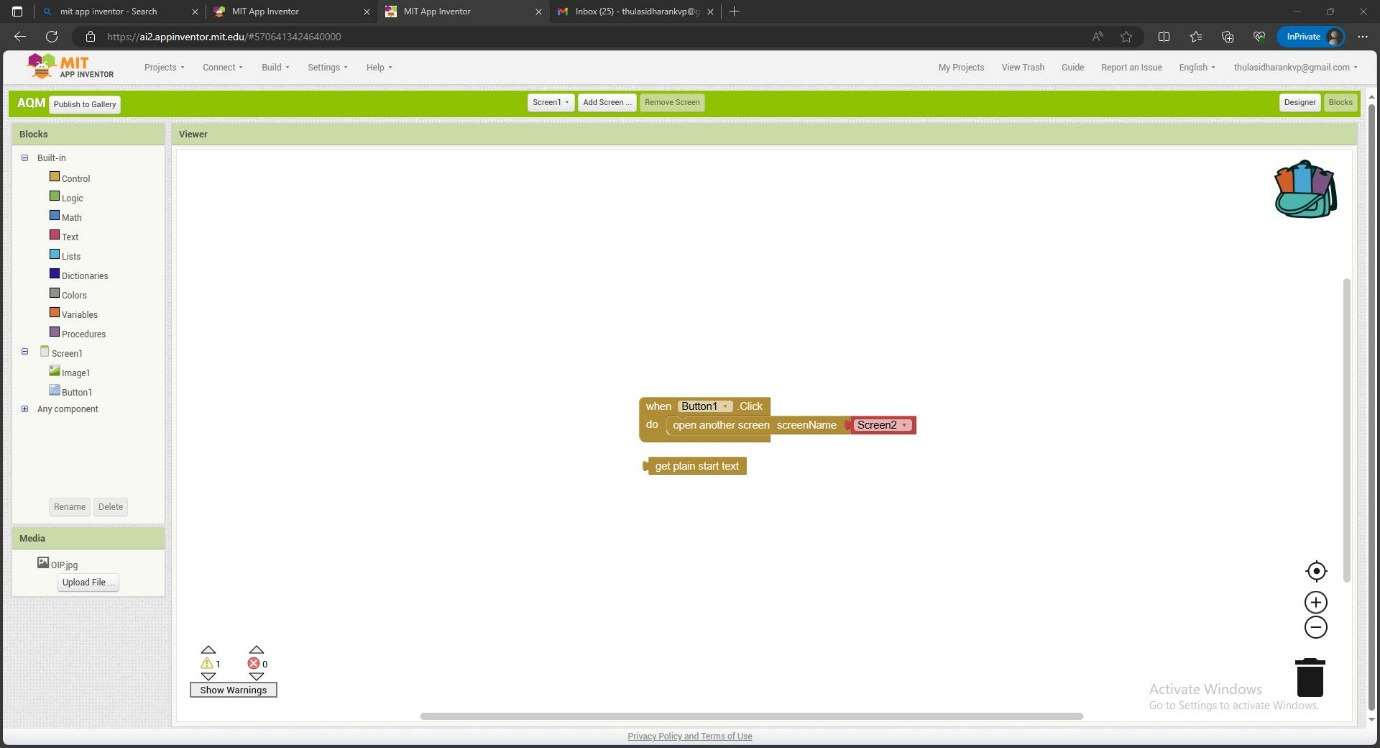 mit app inventor - Search
MIT App Inventor
MIT App Inventor
Inbox (25) - thulasidharankvp@g
https://ai2.appinventor.mit.edu/#5706413424640000
InPrivate
MIT
APP INVENTOR
Projects
Connect
Build
Settings
Help
My Projects
View Trash
Guide
Report an Issue
English
thulasidharankvp@gmail.com
AQM
Publish to Gallery
Screen1
Add Screen ...
Remove Screen
Designer
Blocks
Blocks
Viewer
Built-in
Control
Logic
Math
Text
Lists
Dictionaries
Colors
Variables
Procedures
Screen1
Image1
Button1
Any component
Rename
Delete
Media
OIP.jpg
Upload File ...
when Button1 .Click
do open another screen screenName Screen2
get plain start text
1
0
Show Warnings
Activate Windows
Go to Settings to activate Windows.
Privacy Policy and Terms of Use